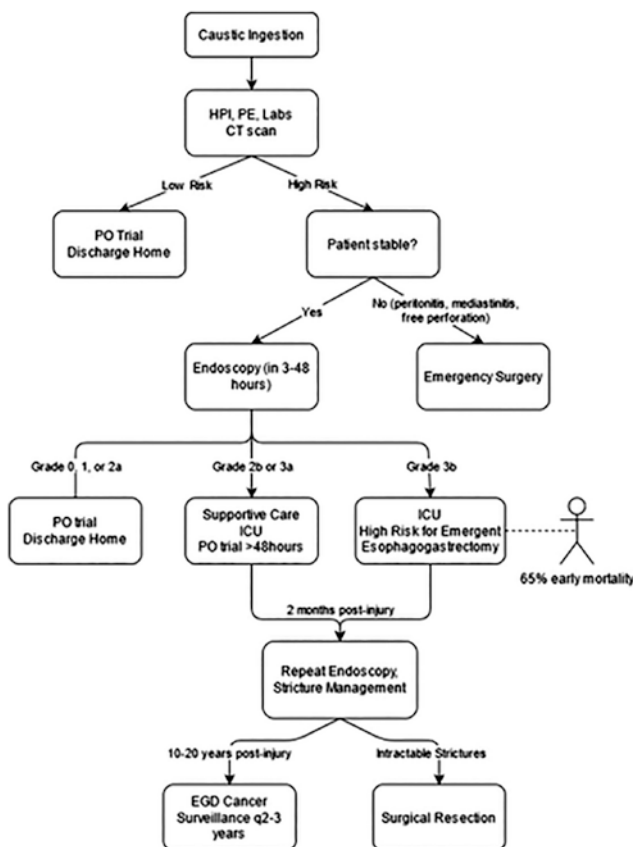 Caustic Ingestion
HPI, PE, Labs
CT scan
Low Risk
High Risk
PO Trial
Discharge Home
Patient stable?
Yes
No (peritonitis, mediastinitis,
free perforation)
Endoscopy (in 3-48
hours)
Emergency Surgery
Grade 0, 1, or 2a
Grade 2b or 3a
Grade 3b
PO trial
Discharge Home
Supportive Care
ICU
PO trial >48hours
ICU
High Risk for Emergent
Esophagogastrectomy
65% early mortality
2 months post-injury
Repeat Endoscopy,
Stricture Management
10-20 years post-injury
Intractable Strictures
EGD Cancer
Surveillance q2-3
years
Surgical Resection